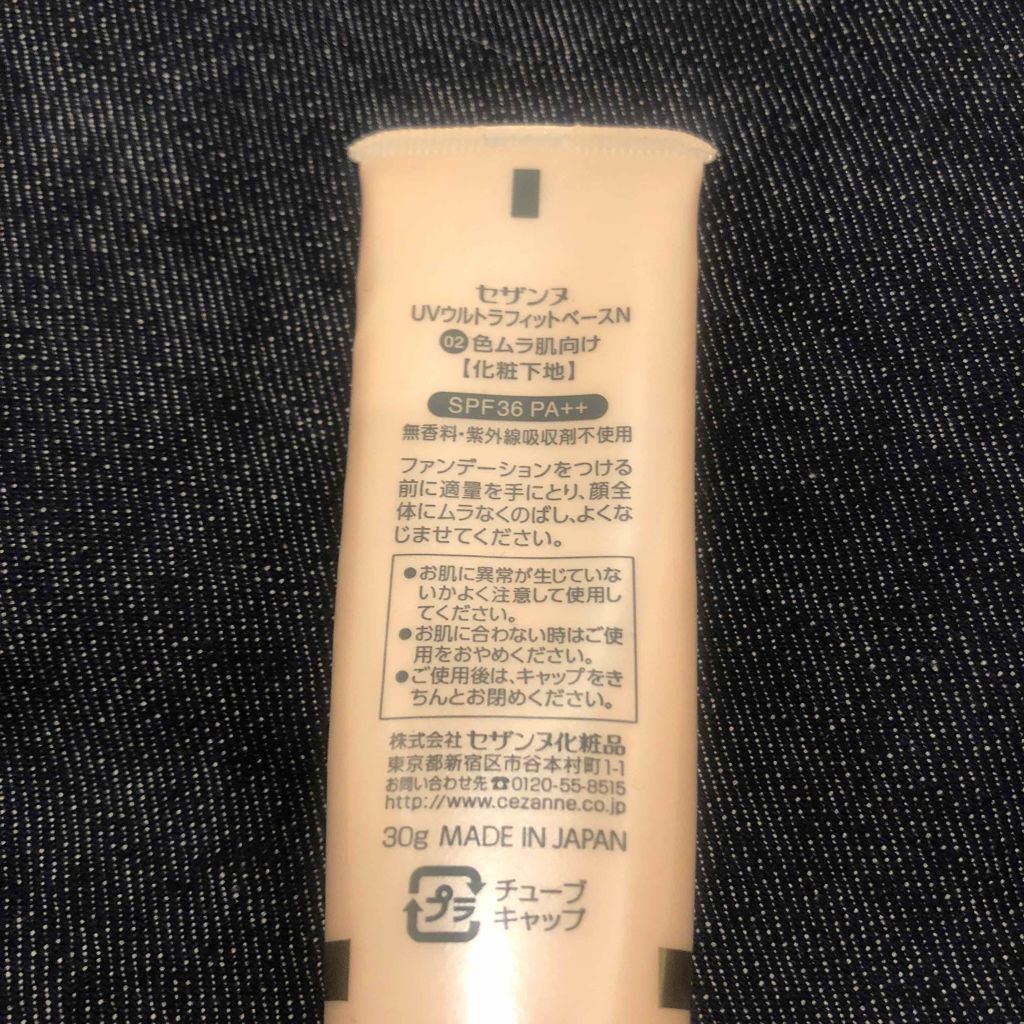 セザンヌ
UVウルトラフィットベースN
02色ムラ肌向け
【化粧下地】
SPF36 PA++
無香料・紫外線吸収剤不使用
ファンデーションをつける
前に適量を手にとり、顔全
体にムラなくのばし、よくな
じませてください。
●お肌に異常が生じていな
いかよく注意して使用し
てください。
●お肌に合わない時はご使
用をおやめください。
●ご使用後は、キャップをき
ちんとお閉めください。
株式会社 セザンヌ化粧品
東京都新宿区市谷本村町1-1
お問い合わせ先☎0120-55-8515
http://www.cezanne.co.jp
30g MADE IN JAPAN
プラ チューブ
キャップ